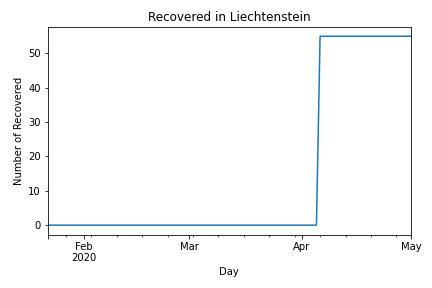 Recovered in Liechtenstein
Number of Recovered
50
40
30
20
10
0
Feb
2020
Mar
Apr
May
Day